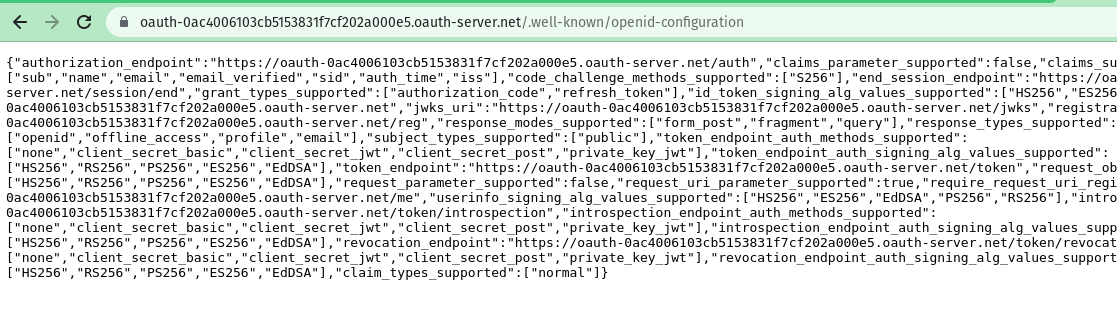 oauth-0ac4006103cb5153831f7cf202a000e5.oauth-server.net/.well-known/openid-configuration
{"authorization_endpoint":"https://oauth-0ac4006103cb5153831f7cf202a000e5.oauth-server.net/auth","claims_parameter_supported":false,"claims_su
["sub","name","email","email_verified","sid","auth_time","iss"],"code_challenge_methods_supported":["S256"],"end_session_endpoint":"https://oa
server.net/session/end","grant_types_supported":["authorization_code","refresh_token"],"id_token_signing_alg_values_supported":["HS256","ES256
0ac4006103cb5153831f7cf202a000e5.oauth-server.net","jwks_uri":"https://oauth-0ac4006103cb5153831f7cf202a000e5.oauth-server.net/jwks","registra
0ac4006103cb5153831f7cf202a000e5.oauth-server.net/reg","response_modes_supported":["form_post","fragment","query"],"response_types_supported":
["openid","offline_access","profile","email"],"subject_types_supported":["public"],"token_endpoint_auth_methods_supported":
["none","client_secret_basic","client_secret_jwt","client_secret_post","private_key_jwt"],"token_endpoint_auth_signing_alg_values_supported":
["HS256","RS256","PS256","ES256","EdDSA"],"token_endpoint":"https://oauth-0ac4006103cb5153831f7cf202a000e5.oauth-server.net/token","request_ob
["HS256","RS256","PS256","ES256","EdDSA"],"request_parameter_supported":false,"request_uri_parameter_supported":true,"require_request_uri_regi
0ac4006103cb5153831f7cf202a000e5.oauth-server.net/me","userinfo_signing_alg_values_supported":["HS256","ES256","EdDSA","PS256","RS256"],"intro
0ac4006103cb5153831f7cf202a000e5.oauth-server.net/token/introspection","introspection_endpoint_auth_methods_supported":
["none","client_secret_basic","client_secret_jwt","client_secret_post","private_key_jwt"],"introspection_endpoint_auth_signing_alg_values_supp
["HS256","RS256","PS256","ES256","EdDSA"],"revocation_endpoint":"https://oauth-0ac4006103cb5153831f7cf202a000e5.oauth-server.net/token/revocat
["none","client_secret_basic","client_secret_jwt","client_secret_post","private_key_jwt"],"revocation_endpoint_auth_signing_alg_values_support
["HS256","RS256","PS256","ES256","EdDSA"],"claim_types_supported":["normal"]}